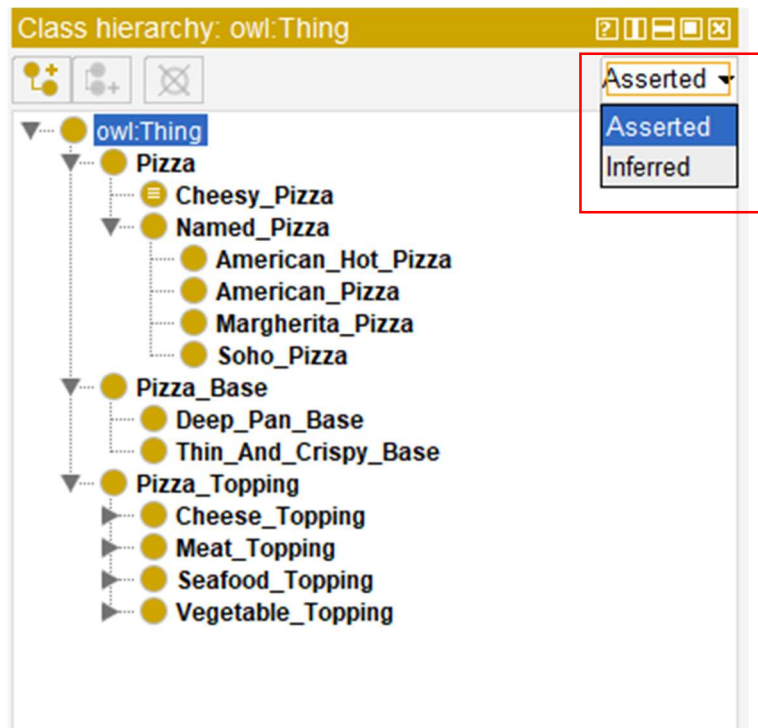 Class hierarchy: owl:Thing
Asserted
Asserted
Inferred
owl:Thing
Pizza
Cheesy_Pizza
Named_Pizza
American_Hot_Pizza
American_Pizza
Margherita_Pizza
Soho_Pizza
Pizza_Base
Deep_Pan_Base
Thin_And_Crispy_Base
Pizza_Topping
Cheese_Topping
Meat_Topping
Seafood_Topping
Vegetable_Topping